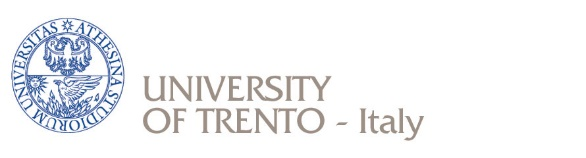 ATHESINA STUDIORUM UNIVERSITAS
UNIVERSITY
OF TRENTO - Italy